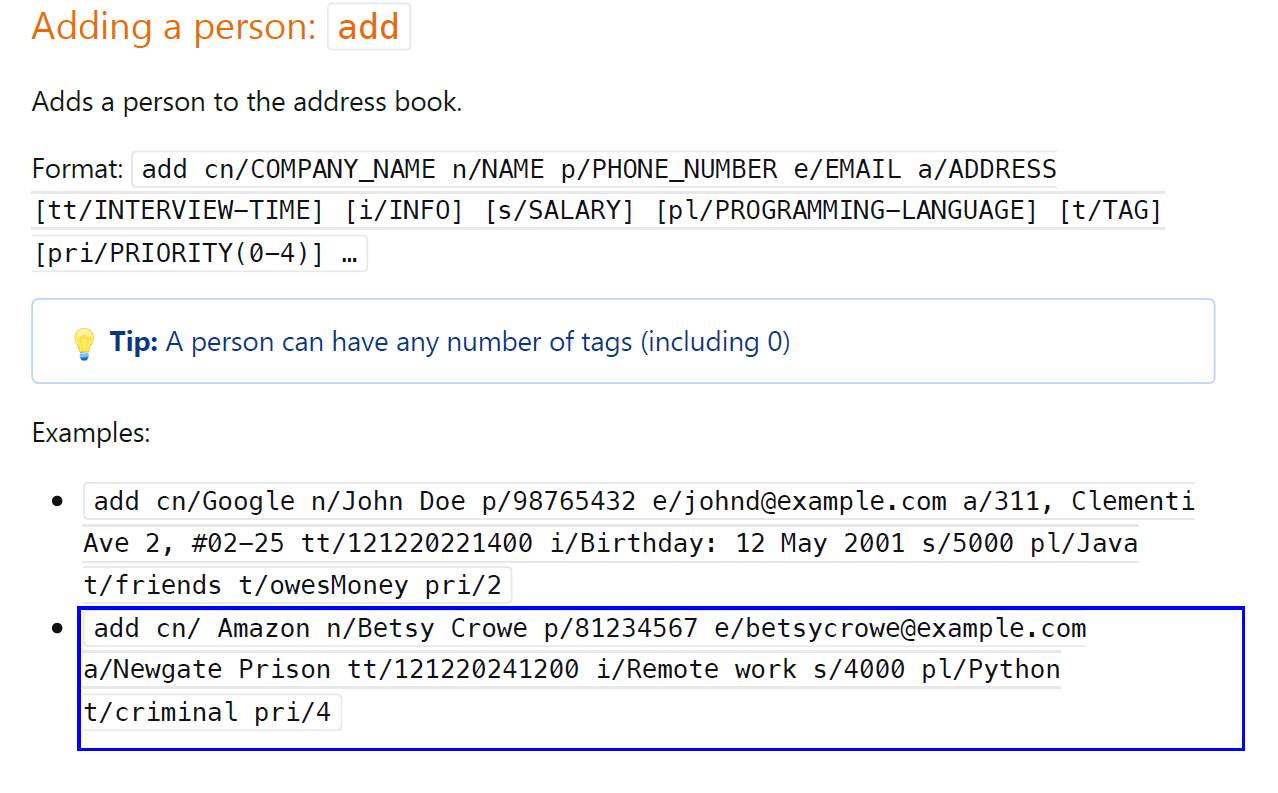 Adding a person: add
Adds a person to the address book.
Format: add cn/COMPANY_NAME n/NAME p/PHONE_NUMBER e/EMAIL a/ADDRESS
[tt/INTERVIEW-TIME] [i/INFO] [s/SALARY] [pl/PROGRAMMING-LANGUAGE] [t/TAG]
[pri/PRIORITY(0-4)] …
Tip: A person can have any number of tags (including 0)
Examples:
• add cn/Google n/John Doe p/98765432 e/johnd@example.com a/311, Clementi
Ave 2, #02-25 tt/121220221400 i/Birthday: 12 May 2001 s/5000 pl/Java
t/friends t/owesMoney pri/2
• add cn/ Amazon n/Betsy Crowe p/81234567 e/betsycrowe@example.com
a/Newgate Prison tt/121220241200 i/Remote work s/4000 pl/Python
t/criminal pri/4